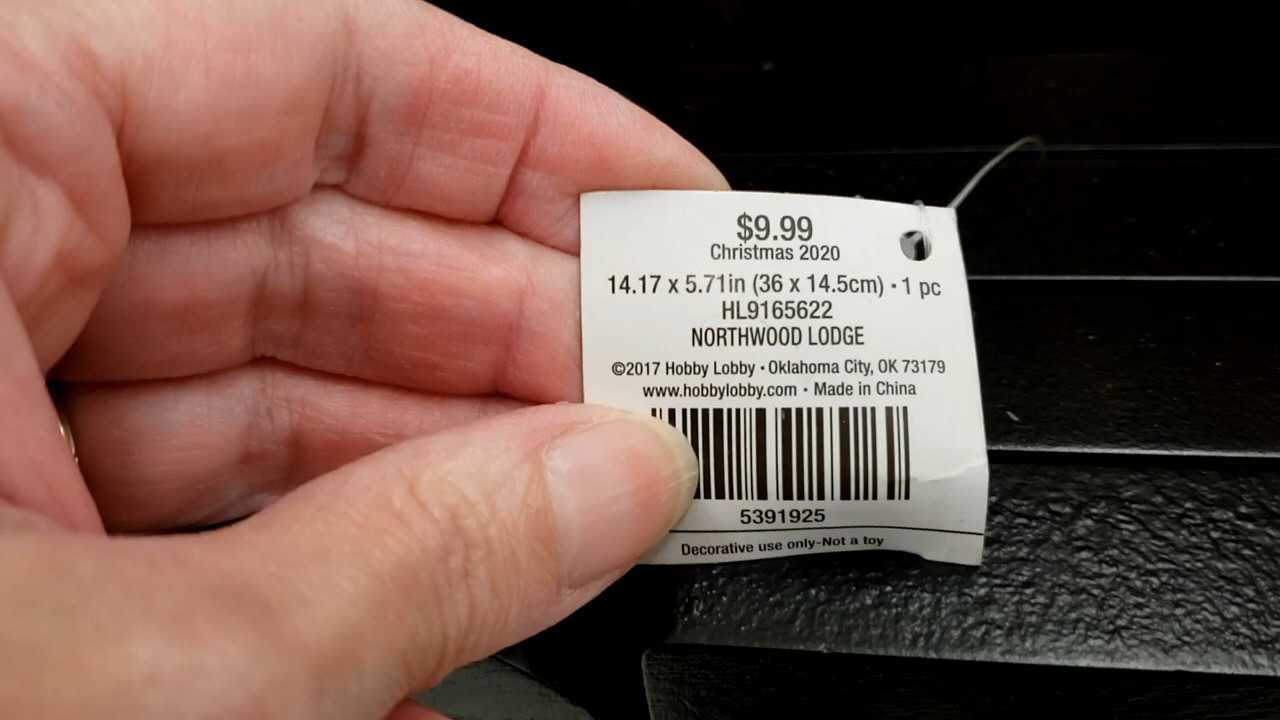 $9.99
Christmas 2020
14.17 x 5.71in (36 x 14.5cm) • 1 pc
HL9165622
NORTHWOOD LODGE
©2017 Hobby Lobby • Oklahoma City, OK 73179
www.hobbylobby.com • Made in China
5391925
Decorative use only-Not a toy